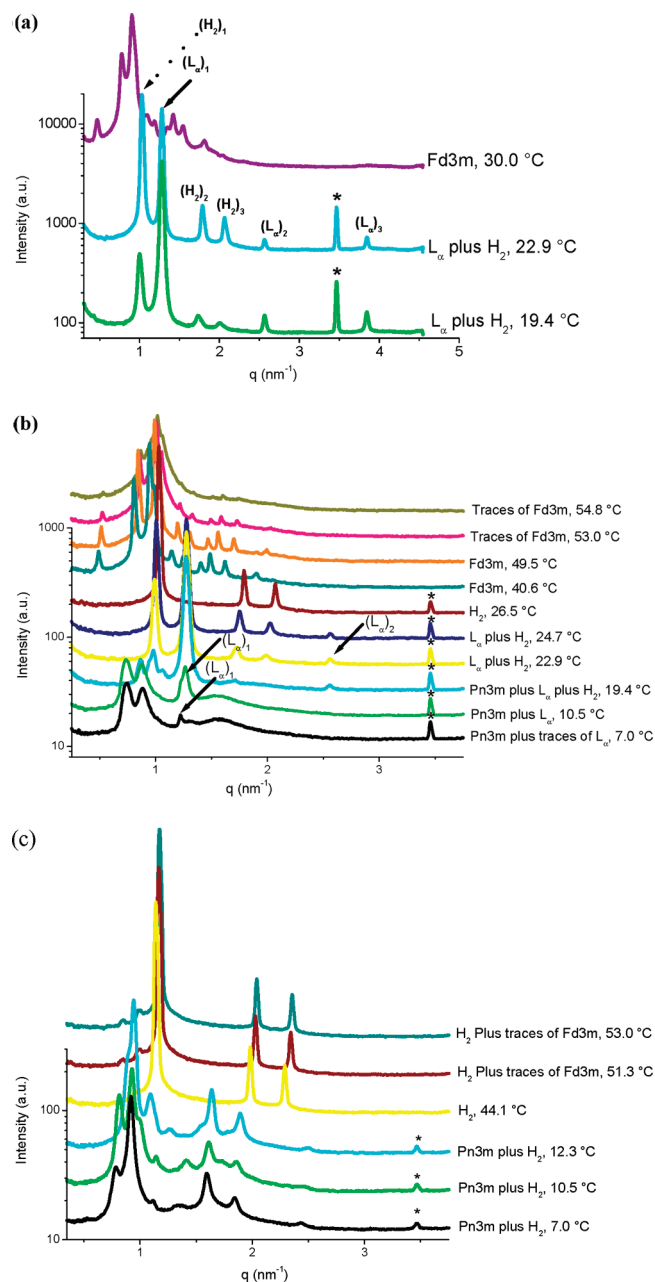 (a)
(H₂)₁
(Lα)₁
10000
Fd3m, 30.0 °C
(H₂)₂
(H₂)₃
*
(Lα)₂
(Lα)₃
1000
Lα plus H₂, 22.9 °C
*
100
Lα plus H₂, 19.4 °C
Intensity (a.u.)
1 2 3 4 5
q (nm⁻¹)
(b)
Traces of Fd3m, 54.8 °C
1000
Traces of Fd3m, 53.0 °C
Fd3m, 49.5 °C
Fd3m, 40.6 °C
*
H₂, 26.5 °C
*
(Lα)₂
100
Lα plus H₂, 24.7 °C
(Lα)₁
*
Lα plus H₂, 22.9 °C
(Lα)₁
*
Pn3m plus Lα plus H₂, 19.4 °C
*
Pn3m plus Lα, 10.5 °C
Pn3m plus traces of Lα, 7.0 °C
10
Intensity (a.u.)
1 2 3
q (nm⁻¹)
(c)
H₂ Plus traces of Fd3m, 53.0 °C
H₂ Plus traces of Fd3m, 51.3 °C
H₂, 44.1 °C
100
*
Pn3m plus H₂, 12.3 °C
*
Pn3m plus H₂, 10.5 °C
*
Pn3m plus H₂, 7.0 °C
10
Intensity (a.u.)
1 2 3
q (nm⁻¹)